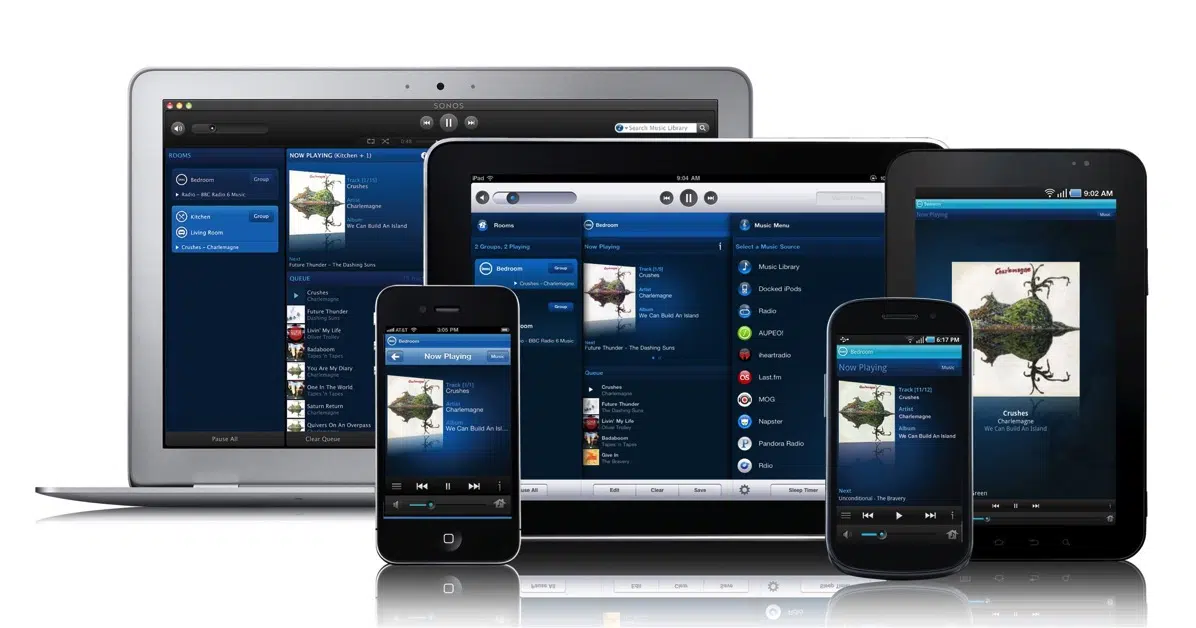 SONOS
Search Music Library
0:46
ROOMS
Bedroom
Group
Radio – BBC Radio 6 Music
Kitchen
Group
Living Room
Crushes – Charlemagne
Pause All
NOW PLAYING (Kitchen + 1)
Track [1/11]
Crushes
Artist
Charlemagne
Album
We Can Build An Island
Next
Future Thunder – The Dashing Suns
QUEUE
Crushes
Charlemagne
Future Thunder
Dashing Suns
Livin' My Life
Oliver Trolley
Badaboom
Tapes 'n Tapes
You Are My Diary
Charlemagne
One In The World
Tapes 'n Tapes
Saturn Return
Charlemagne
Quivers On An Overpass
Clear Queue
iPad
9:04 AM
Rooms
2 Groups, 2 Playing
Bedroom
Group
Crushes - Charlemagne
Group
- BBC Radio 6 Music
Bedroom
Now Playing
Track [1/9]
Crushes
Artist
Charlemagne
Album
We Can Build An Island
Next
Future Thunder – The Dashing Suns
Queue
Crushes
Charlemagne
Future Thunder
The Dashing Suns
Livin' My Life
Oliver Trolley
Badaboom
Tapes 'n Tapes
Give In
The Bravery
Music Menu
Select a Music Source
Music Library
Docked iPods
Radio
AUPEO!
iheartradio
Last.fm
MOG
Napster
Pandora Radio
Rdio
Edit
Clear
Save
Sleep Timer
9:02 AM
Bedroom
Now Playing
Music
Charlemagne
Crushes
Charlemagne
We Can Build An Island
AT&T
3:05 PM
Bedroom
Now Playing
Music
Track [1/1]
Crushes
Artist
Charlemagne
Album
We Can Build An Isl...
6:17 PM
Bedroom
Now Playing
Music
Track [11/12]
Crushes
Artist
Charlemagne
Album
We Can Build An Island
Next
Unconditional - The Bravery